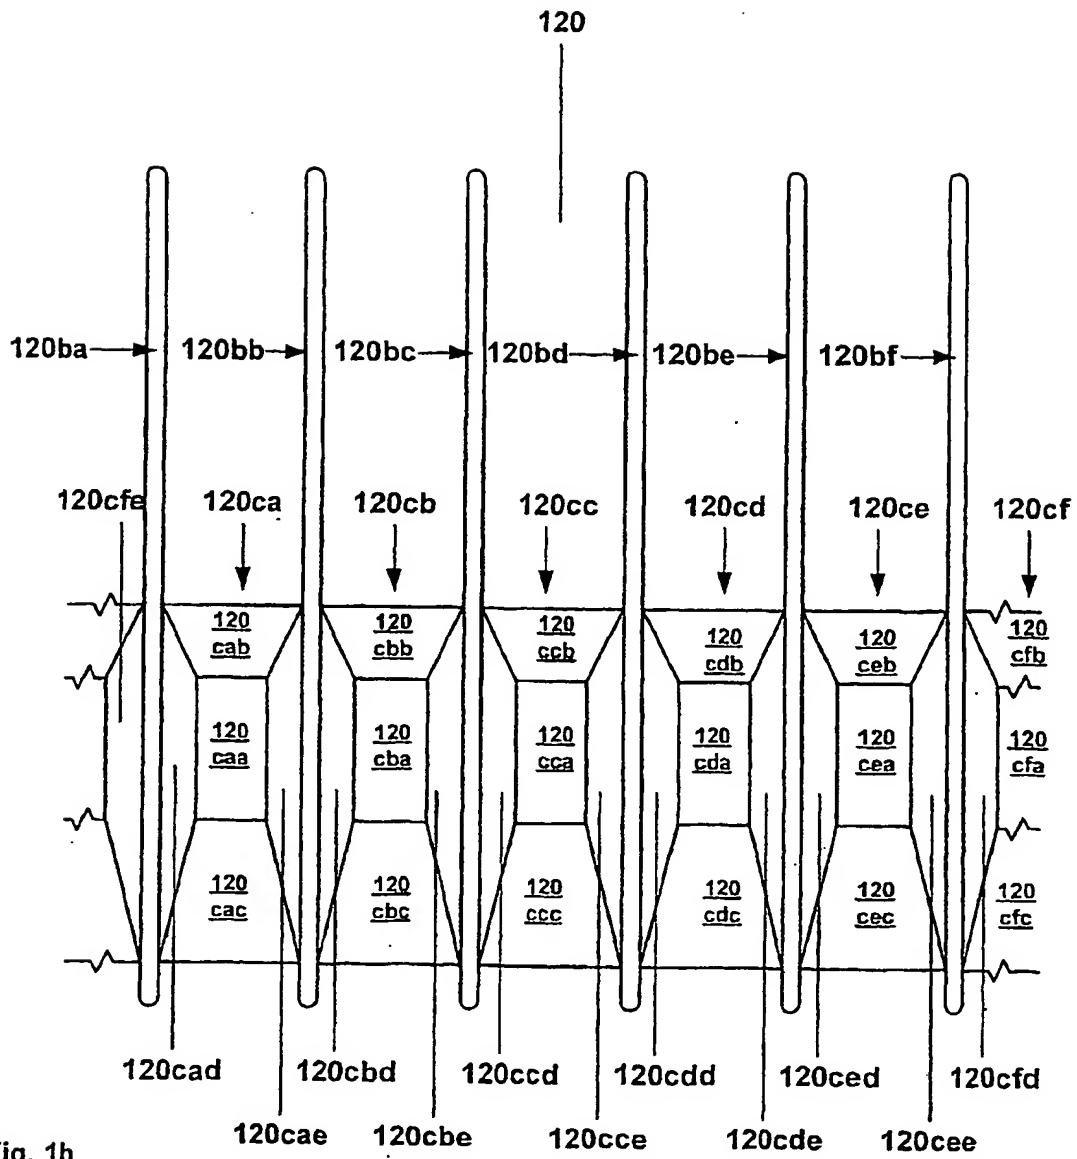 120
120ba 120bb 120bc 120bd 120be 120bf
120cfe 120ca 120cb 120cc 120cd 120ce 120cf
120 120 120 120 120 120
cab cbb ccb cdb ceb cfb
120 120 120 120 120 120
caa cba cca cda cea cfa
120 120 120 120 120 120
cac cbc ccc cdc cec cfc
120cad 120cbd 120ccd 120cdd 120ced 120cfd
120cae 120cbe 120cce 120cde 120cee
ig. 1h